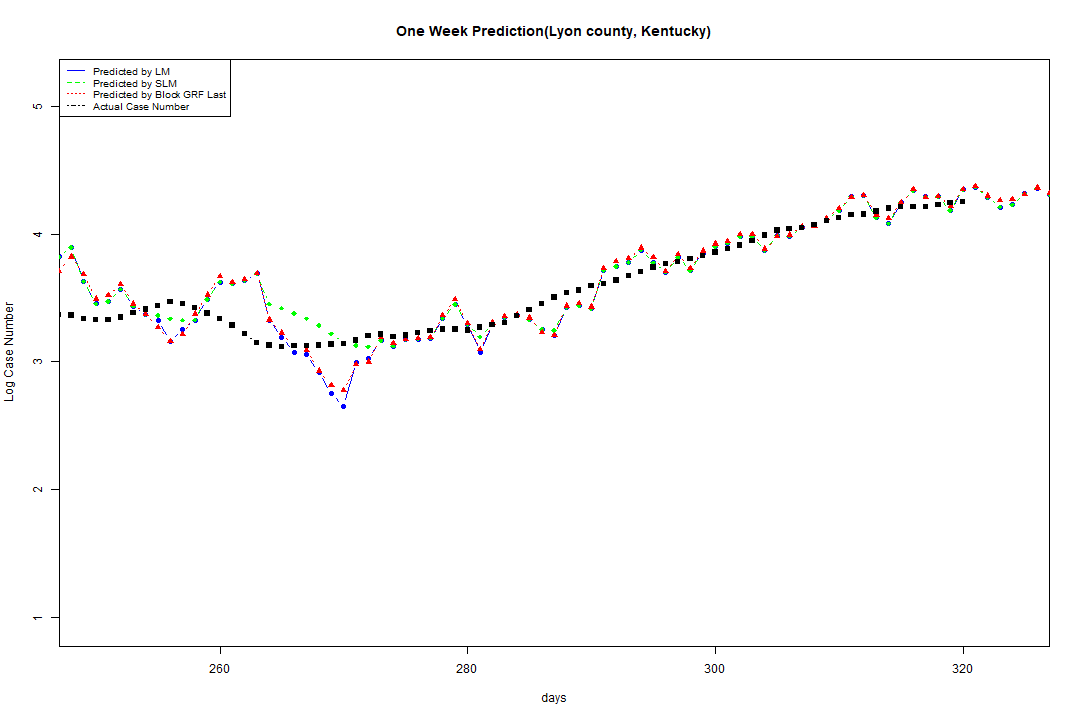 One Week Prediction(Lyon county, Kentucky)
Predicted by LM
Predicted by SLM
Predicted by Block GRF Last
Actual Case Number
5
4
3
2
1
Log Case Number
260
280
300
320
days